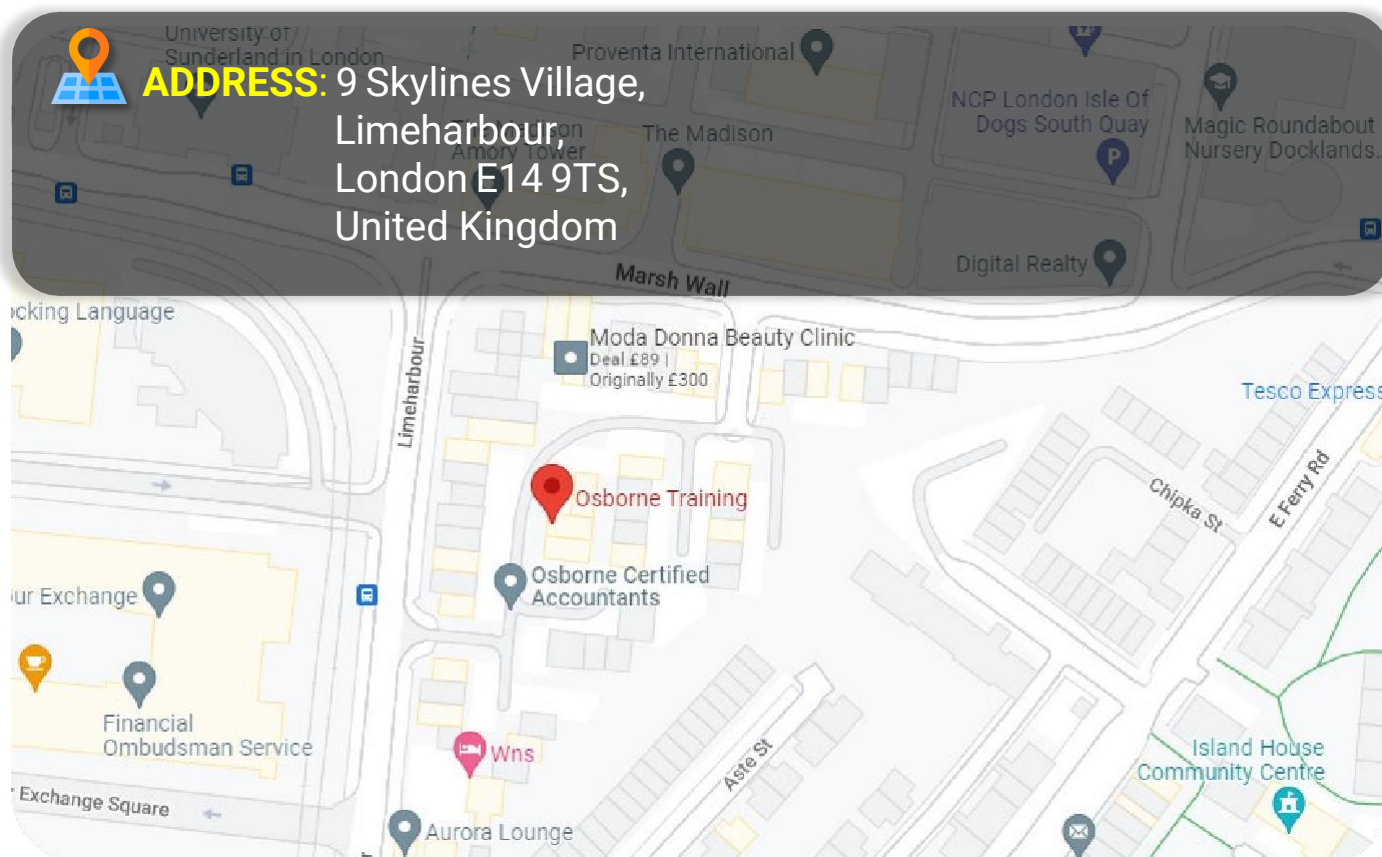 University of
Sunderland in London
Proventa International
ADDRESS: 9 Skylines Village,
Limeharbour,
London E14 9TS,
United Kingdom
The Madison
Amory Tower
The Madison
NCP London Isle Of
Dogs South Quay
P
Magic Roundabout
Nursery Docklands...
Digital Realty
Marsh Wall
ocking Language
Limeharbour
Moda Donna Beauty Clinic
Deal £89 |
Originally £300
Tesco Express
Osborne Training
Chipka St
E Ferry Rd
Osborne Certified
Accountants
ur Exchange
Financial
Ombudsman Service
Wns
Aste St
Island House
Community Centre
Exchange Square
Aurora Lounge